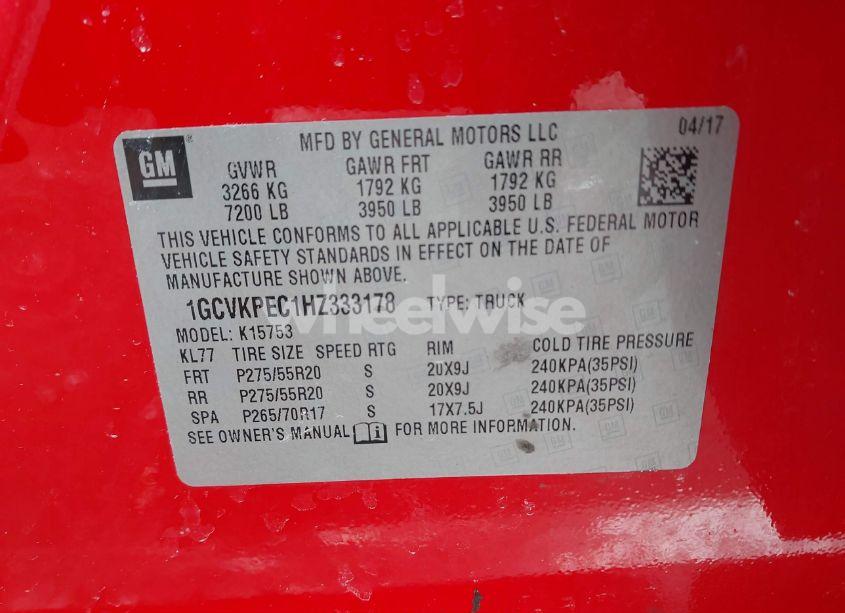 GM
MFD BY GENERAL MOTORS LLC 04/17
GVWR GAWR FRT GAWR RR
3266 KG 1792 KG 1792 KG
7200 LB 3950 LB 3950 LB
THIS VEHICLE CONFORMS TO ALL APPLICABLE U.S. FEDERAL MOTOR
VEHICLE SAFETY STANDARDS IN EFFECT ON THE DATE OF
MANUFACTURE SHOWN ABOVE.
1GCVKPEC1HZ333178 TYPE: TRUCK
wheelwise
MODEL: K15753
KL77 TIRE SIZE SPEED RTG RIM COLD TIRE PRESSURE
FRT P275/55R20 S 20X9J 240KPA(35PSI)
RR P275/55R20 S 20X9J 240KPA(35PSI)
SPA P265/70R17 S 17X7.5J 240KPA(35PSI)
SEE OWNER'S MANUAL FOR MORE INFORMATION.